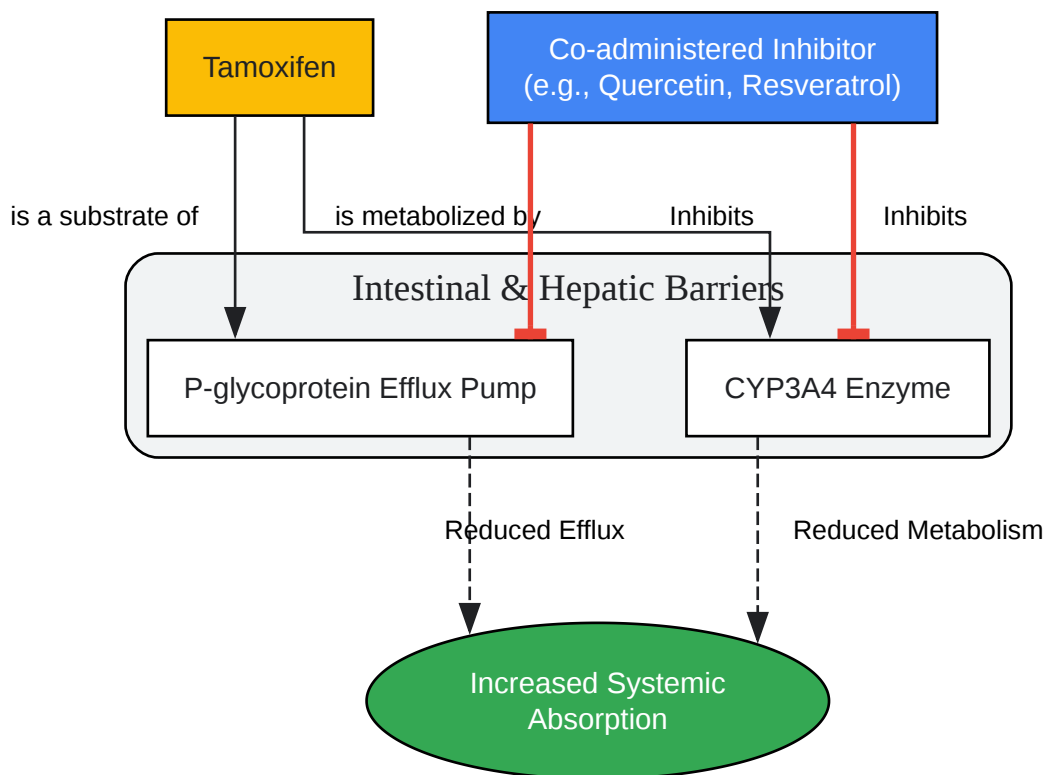 Tamoxifen
Co-administered Inhibitor
(e.g., Quercetin, Resveratrol)
is a substrate of
is metabolized by
Inhibits
Inhibits
Intestinal & Hepatic Barriers
P-glycoprotein Efflux Pump
CYP3A4 Enzyme
Reduced Efflux
Reduced Metabolism
Increased Systemic
Absorption